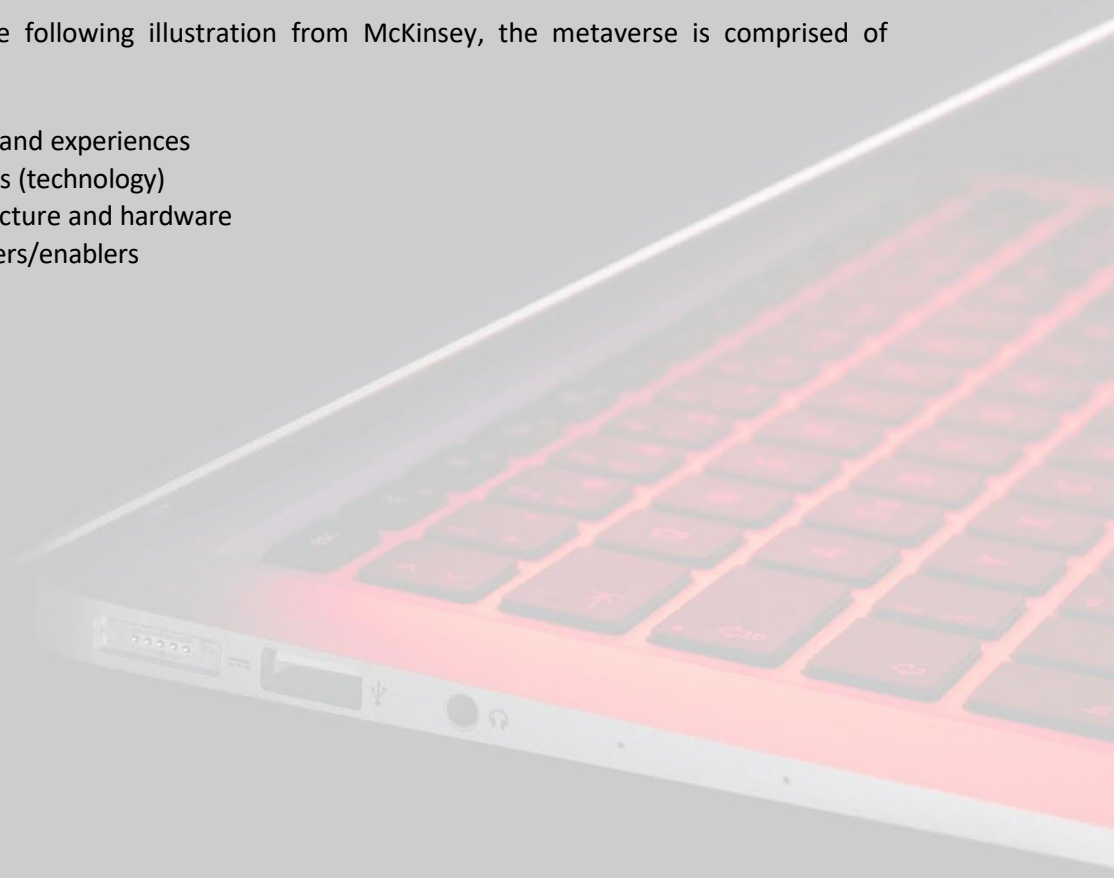 e following illustration from McKinsey, the metaverse is comprised of
and experiences
s (technology)
cture and hardware
ers/enablers